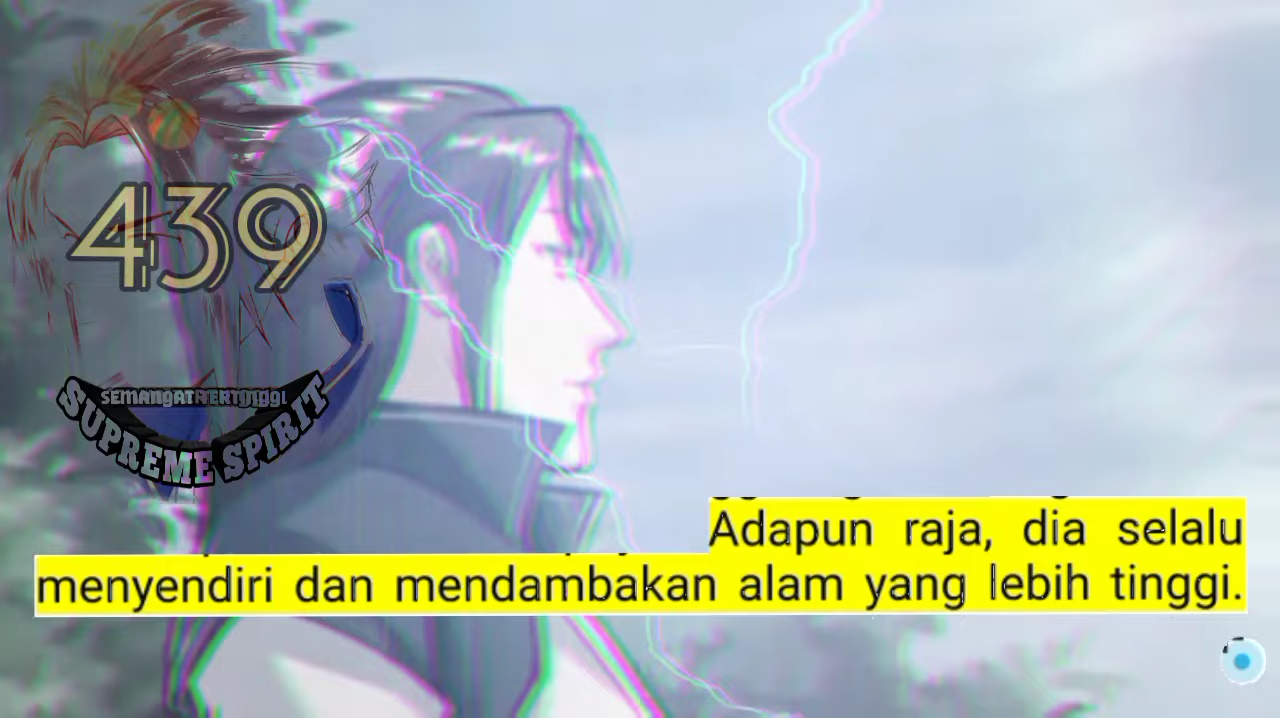 439
SEMANGAT TERTINGGI
SUPREME SPIRIT
Adapun raja, dia selalu
menyendiri dan mendambakan alam yang lebih tinggi.